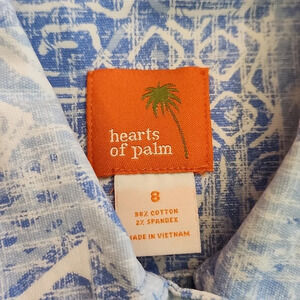 hearts
of palm
8
98% COTTON
2% SPANDEX
MADE IN VIETNAM